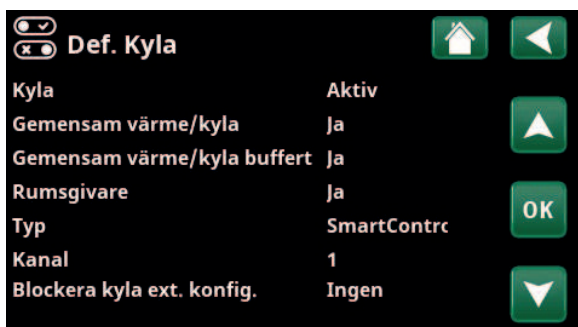 Def. Kyla
Kyla Aktiv
Gemensam värme/kyla Ja
Gemensam värme/kyla buffert Ja
Rumsgivare Ja
OK
Typ SmartContrc
Kanal 1
Blockera kyla ext. konfig. Ingen